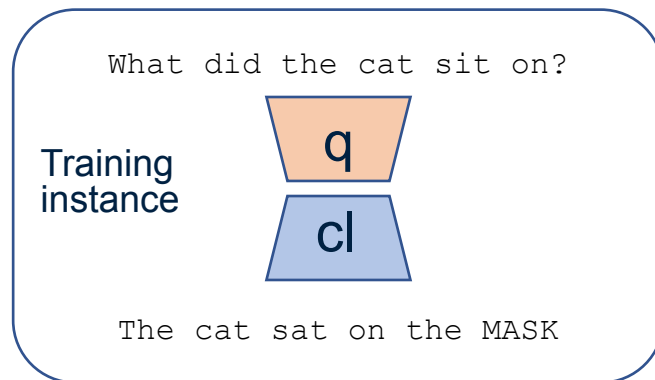 What did the cat sit on?
q
Training
instance
cl
The cat sat on the MASK